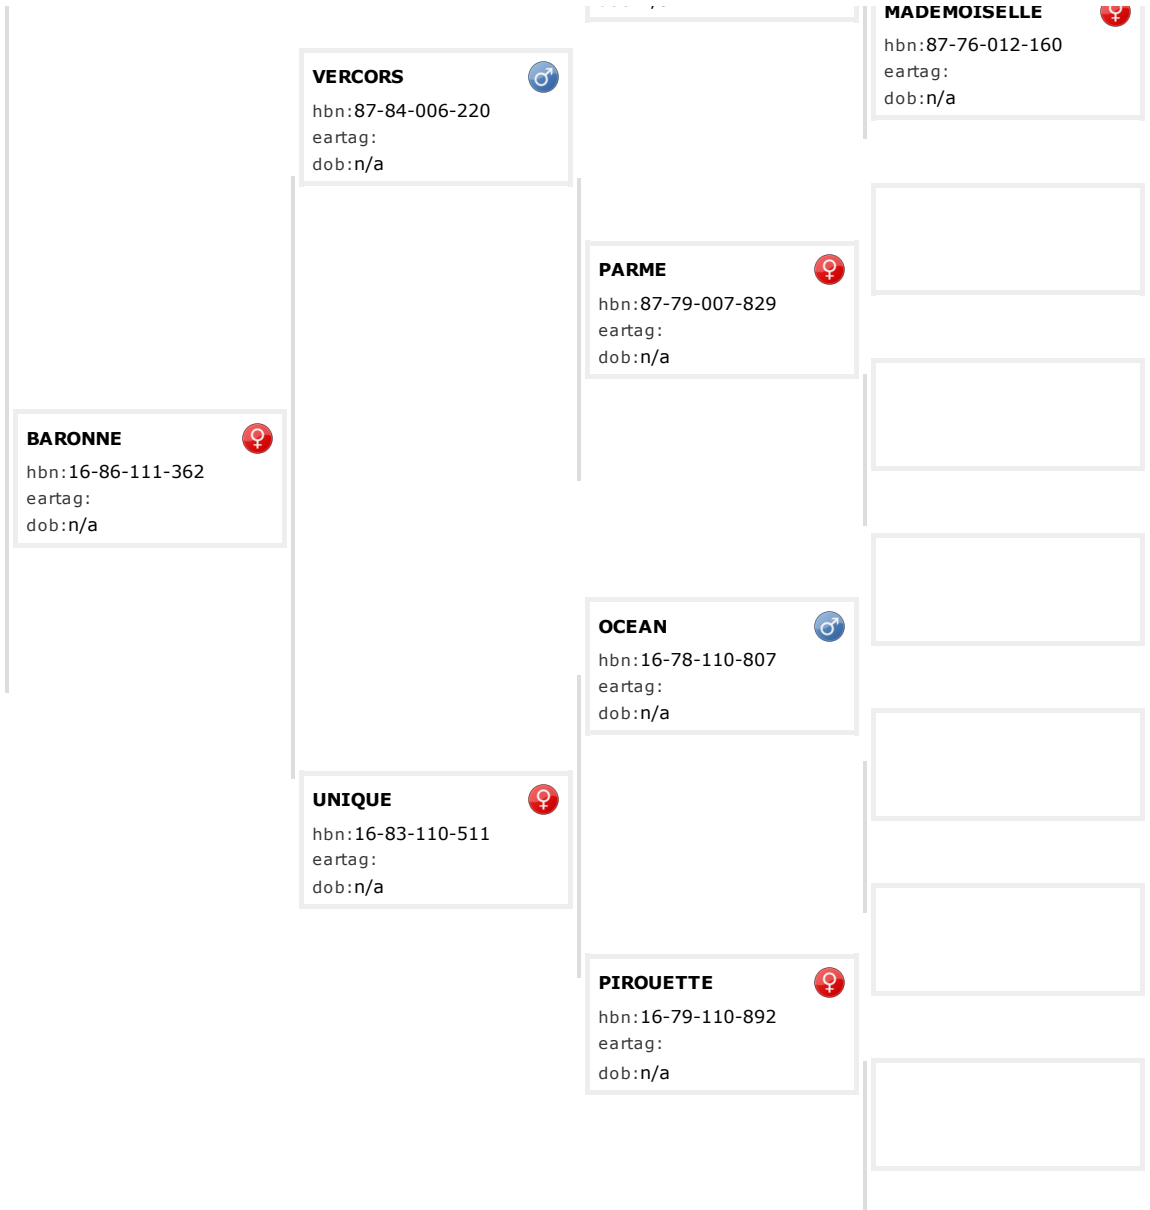 MADEMOISELLE
hbn:87-76-012-160
eartag:
dob:n/a
VERCORS
hbn:87-84-006-220
eartag:
dob:n/a
PARME
hbn:87-79-007-829
eartag:
dob:n/a
BARONNE
hbn:16-86-111-362
eartag:
dob:n/a
OCEAN
hbn:16-78-110-807
eartag:
dob:n/a
UNIQUE
hbn:16-83-110-511
eartag:
dob:n/a
PIROUETTE
hbn:16-79-110-892
eartag:
dob:n/a